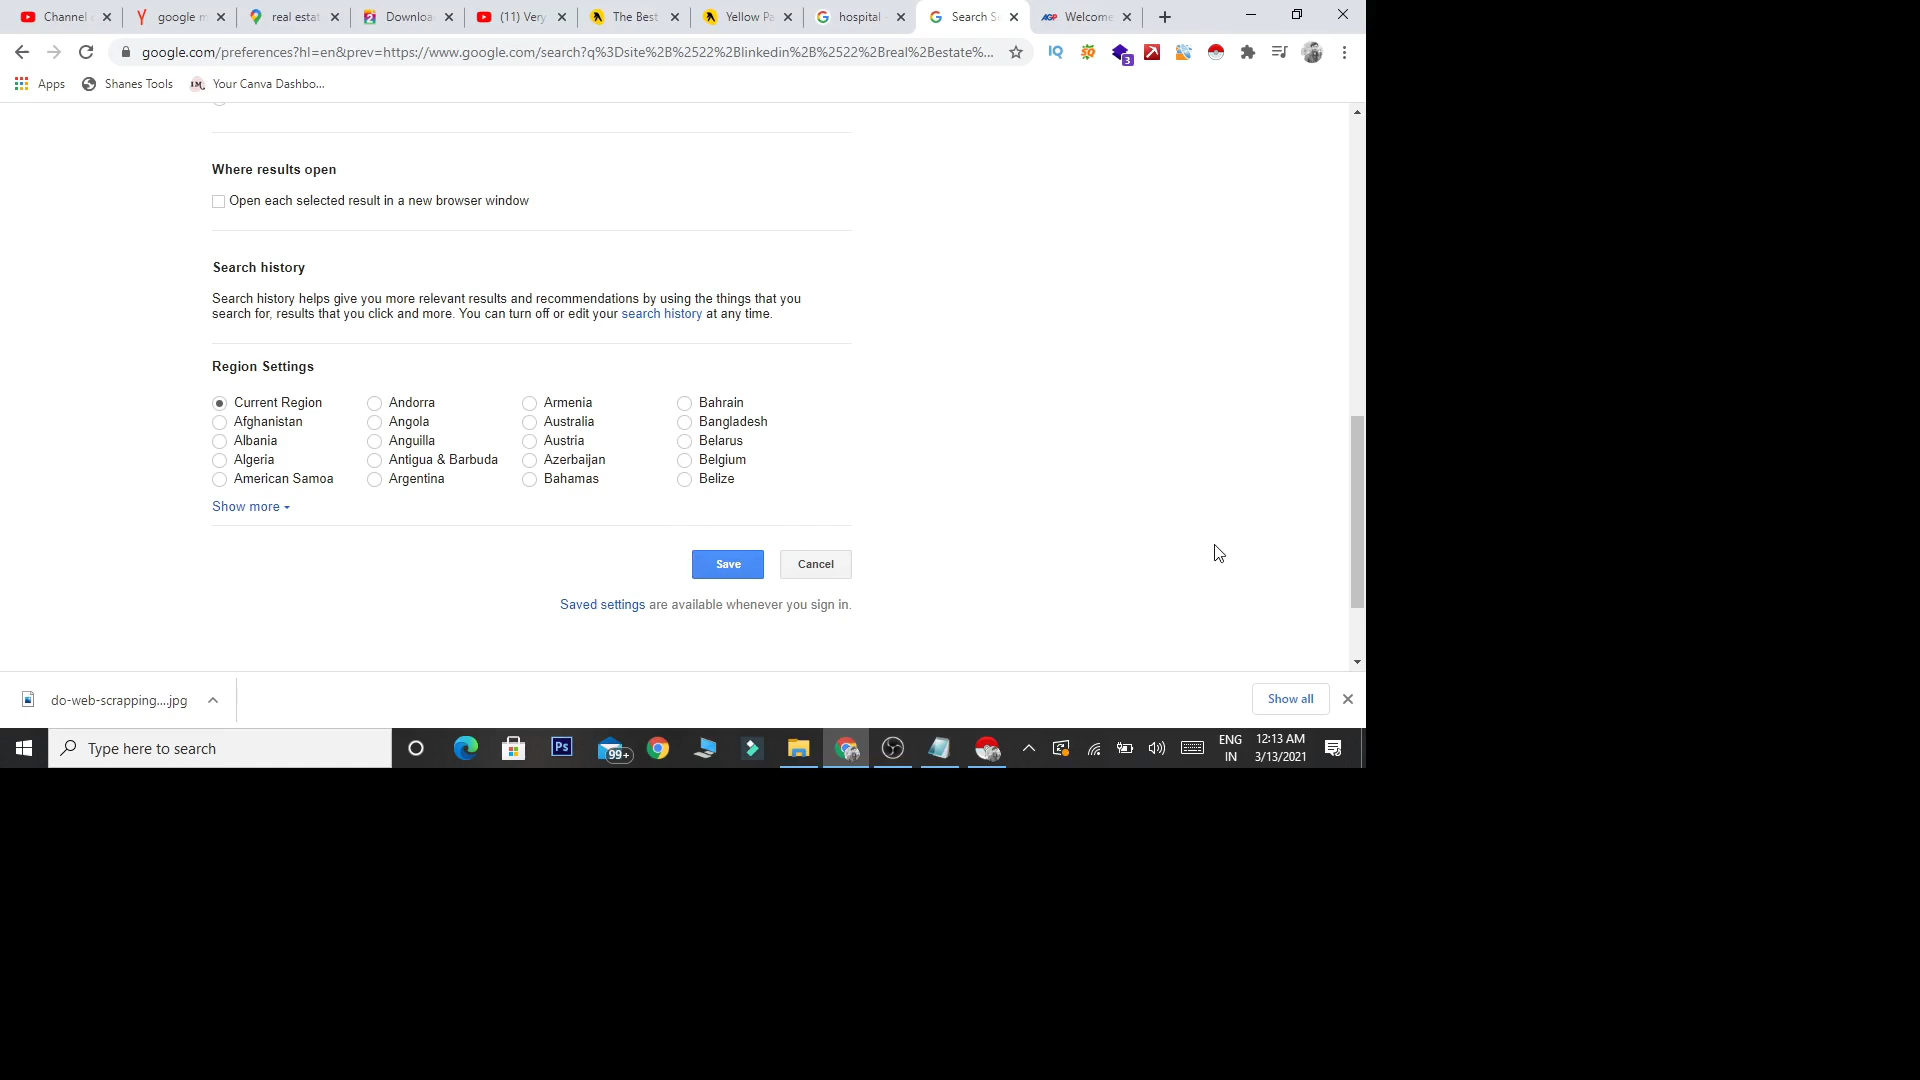 Channel
google m
real estat
Downloa
(11) Very
The Best
Yellow Pa
hospital
Search Se
AGP Welcome
google.com/preferences?hl=en&prev=https://www.google.com/search?q%3Dsite%2B%2522%2Blinkedin%2B%2522%2Breal%2Bestate%...
IQ
3
Apps
Shanes Tools
Your Canva Dashbo...
Where results open
Open each selected result in a new browser window
Search history
Search history helps give you more relevant results and recommendations by using the things that you
search for, results that you click and more. You can turn off or edit your search history at any time.
Region Settings
Current Region Andorra Armenia Bahrain
Afghanistan Angola Australia Bangladesh
Albania Anguilla Austria Belarus
Algeria Antigua & Barbuda Azerbaijan Belgium
American Samoa Argentina Bahamas Belize
Show more
Save Cancel
Saved settings are available whenever you sign in.
do-web-scrapping....jpg
Show all
Type here to search
Ps
99+
ENG
IN
12:13 AM
3/13/2021